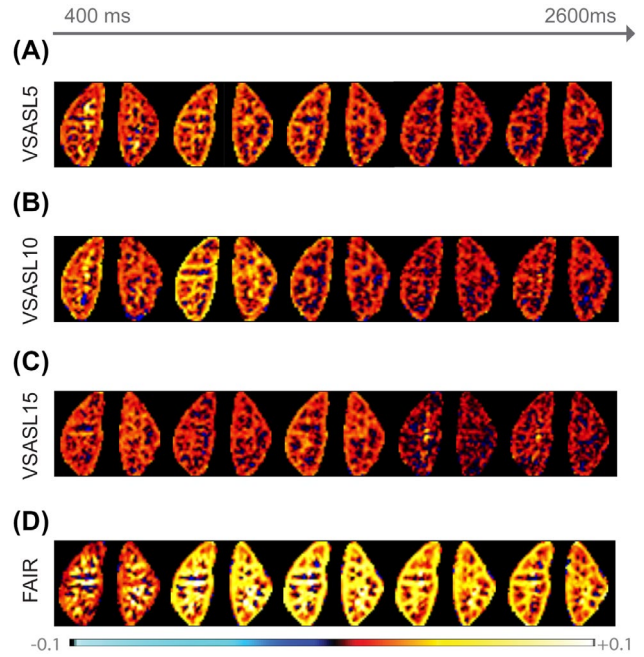 400 ms 2600ms
(A)
VSASL5
(B)
VSASL10
(C)
VSASL15
(D)
FAIR
-0.1 +0.1